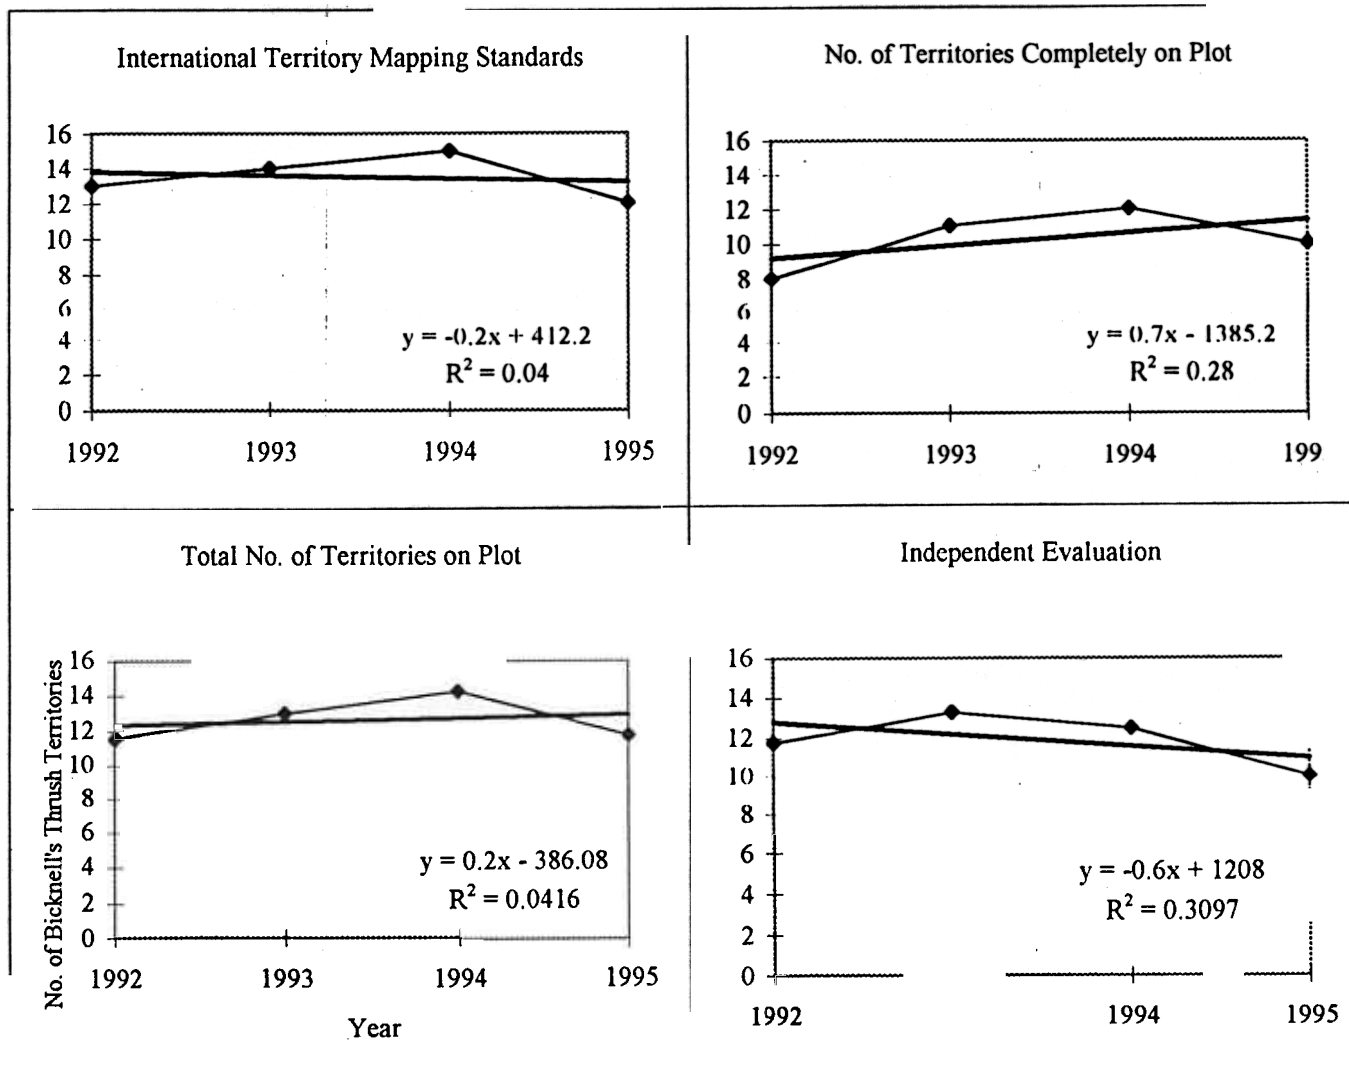 International Territory Mapping Standards
16
14
12
10
8
6
4
2
0
y = -0.2x + 412.2
R² = 0.04
1992 1993 1994 1995
No. of Territories Completely on Plot
16
14
12
10
8
6
4
2
0
y = 0.7x - 1385.2
R² = 0.28
1992 1993 1994 199
Total No. of Territories on Plot
No. of Bicknell's Thrush Territories
16
14
12
10
8
6
4
2
0
y = 0.2x - 386.08
R² = 0.0416
1992 1993 1994 1995
Year
Independent Evaluation
16
14
12
10
8
6
4
2
0
y = -0.6x + 1208
R² = 0.3097
1992 1994 1995